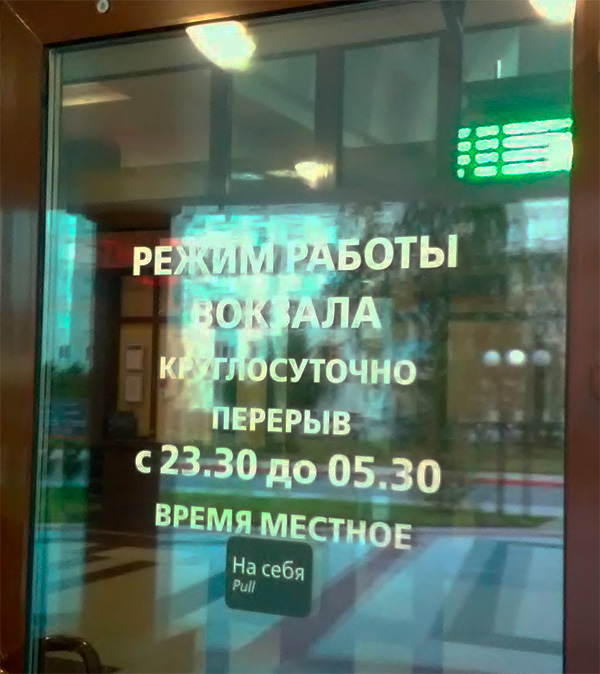 РЕЖИМ РАБОТЫ
ВОКЗАЛА
КРУГЛОСУТОЧНО
ПЕРЕРЫВ
с 23.30 до 05.30
ВРЕМЯ МЕСТНОЕ
На себя
Pull